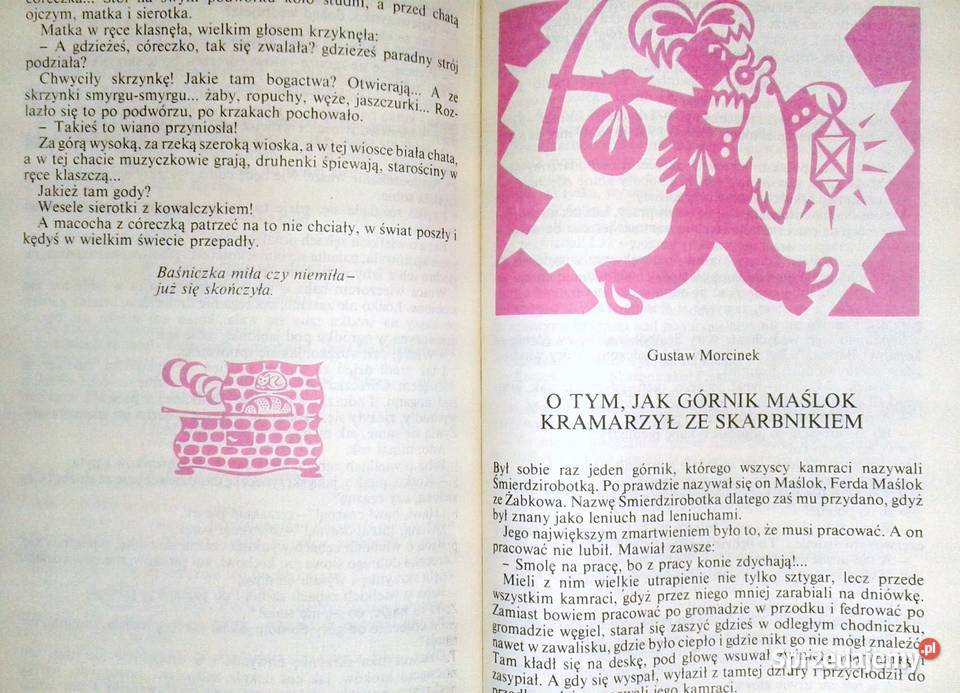 córeczka... Stoi na swym podwórku koło studni, a przed chatą
ojczym, matka i sierotka.
Matka w ręce klasnęła, wielkim głosem krzyknęła:
– A gdzieżeś, córeczko, tak się zwalała? gdzieżeś paradny strój
podziała?
Chwyciły skrzynkę! Jakie tam bogactwa? Otwierają... A ze
skrzynki smyrgu-smyrgu... żaby, ropuchy, węże, jaszczurki... Roz-
lazło się to po podwórzu, po krzakach pochowało.
– Takieś to wiano przyniosła!
Za górą wysoką, za rzeką szeroką wioska, a w tej wiosce biała chata,
a w tej chacie muzyczkowie grają, druhenki śpiewają, starościny w
ręce klaszczą...
Jakież tam gody?
Wesele sierotki z kowalczykiem!
A macocha z córeczką patrzeć na to nie chciały, w świat poszły i
kędyś w wielkim świecie przepadły.
Baśniczka miła czy niemiła–
już się skończyła.
Gustaw Morcinek
O TYM, JAK GÓRNIK MAŚLOK
KRAMARZYŁ ZE SKARBNIKIEM
Był sobie raz jeden górnik, którego wszyscy kamraci nazywali
Śmierdzirobotką. Po prawdzie nazywał się on Maślok, Ferda Maślok
ze Żabkowa. Nazwę Śmierdzirobotka dlatego zaś mu przydano, gdyż
był znany jako leniuch nad leniuchami.
Jego największym zmartwieniem było to, że musi pracować. A on
pracować nie lubił. Mawiał zawsze:
– Smolę na pracę, bo z pracy konie zdychają!...
Mieli z nim wielkie utrapienie nie tylko sztygar, lecz przede
wszystkim kamraci, gdyż przez niego mniej zarabiali na dniówkę.
Zamiast bowiem pracować po gromadzie w przodku i fedrować po
gromadzie węgiel, starał się zaszyć gdzieś w odległym chodniczku,
nawet w zawalisku, gdzie było ciepło i gdzie nikt go nie mógł znaleźć.
Tam kładł się na deskę, pod głowę wsuwał
zasypiał. A gdy się wyspał, wyłaził z tamtej dziury i przychodził do
jego kamraci.
Sprzedajemy.pl